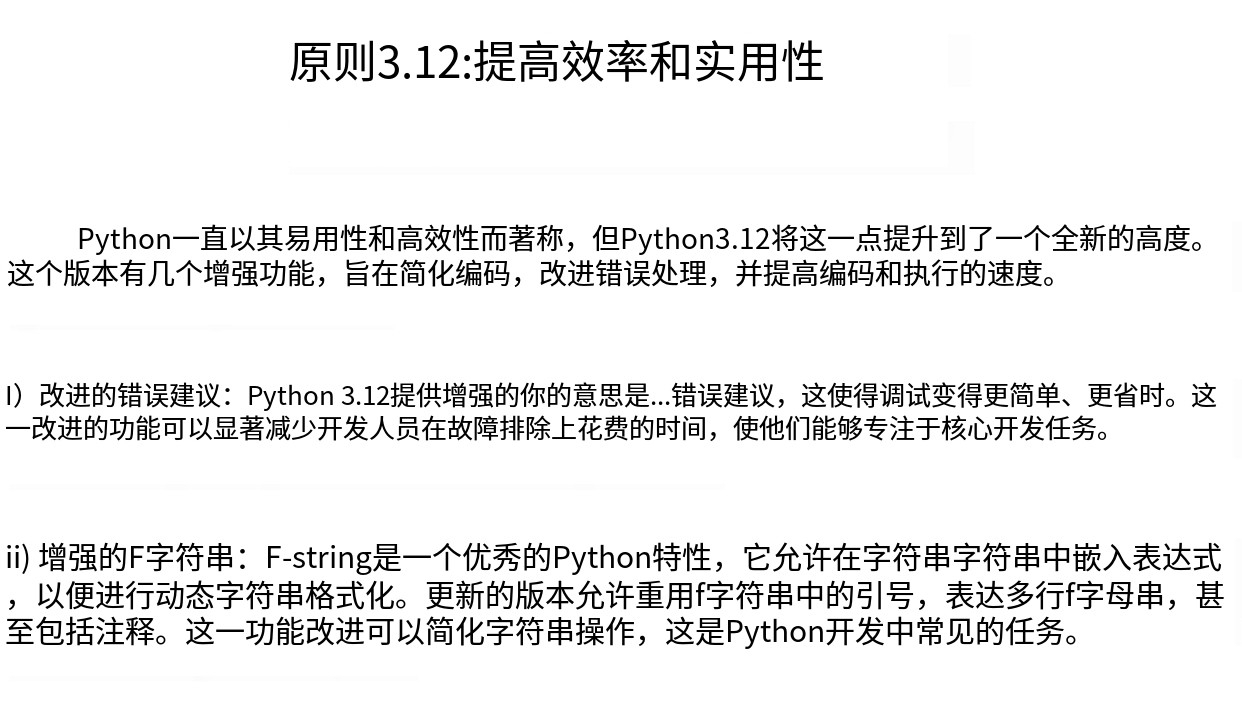 原则3.12:提高效率和实用性
Python一直以其易用性和高效性而著称，但Python3.12将这一点提升到了一个全新的高度。
这个版本有几个增强功能，旨在简化编码，改进错误处理，并提高编码和执行的速度。
I）改进的错误建议：Python 3.12提供增强的你的意思是...错误建议，这使得调试变得更简单、更省时。这
一改进的功能可以显著减少开发人员在故障排除上花费的时间，使他们能够专注于核心开发任务。
ii) 增强的F字符串：F-string是一个优秀的Python特性，它允许在字符串字符串中嵌入表达式
，以便进行动态字符串格式化。更新的版本允许重用f字符串中的引号，表达多行f字母串，甚
至包括注释。这一功能改进可以简化字符串操作，这是Python开发中常见的任务。